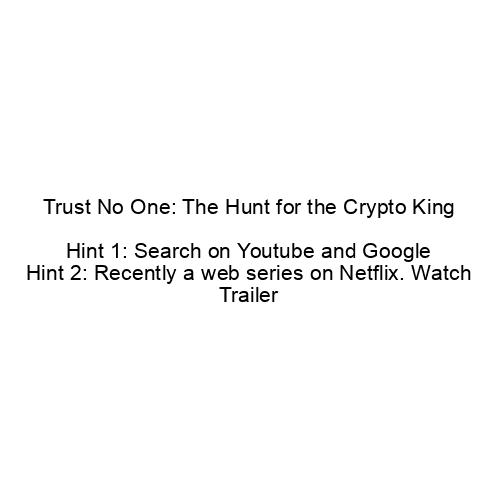 Trust No One: The Hunt for the Crypto King
Hint 1: Search on Youtube and Google
Hint 2: Recently a web series on Netflix. Watch
Trailer